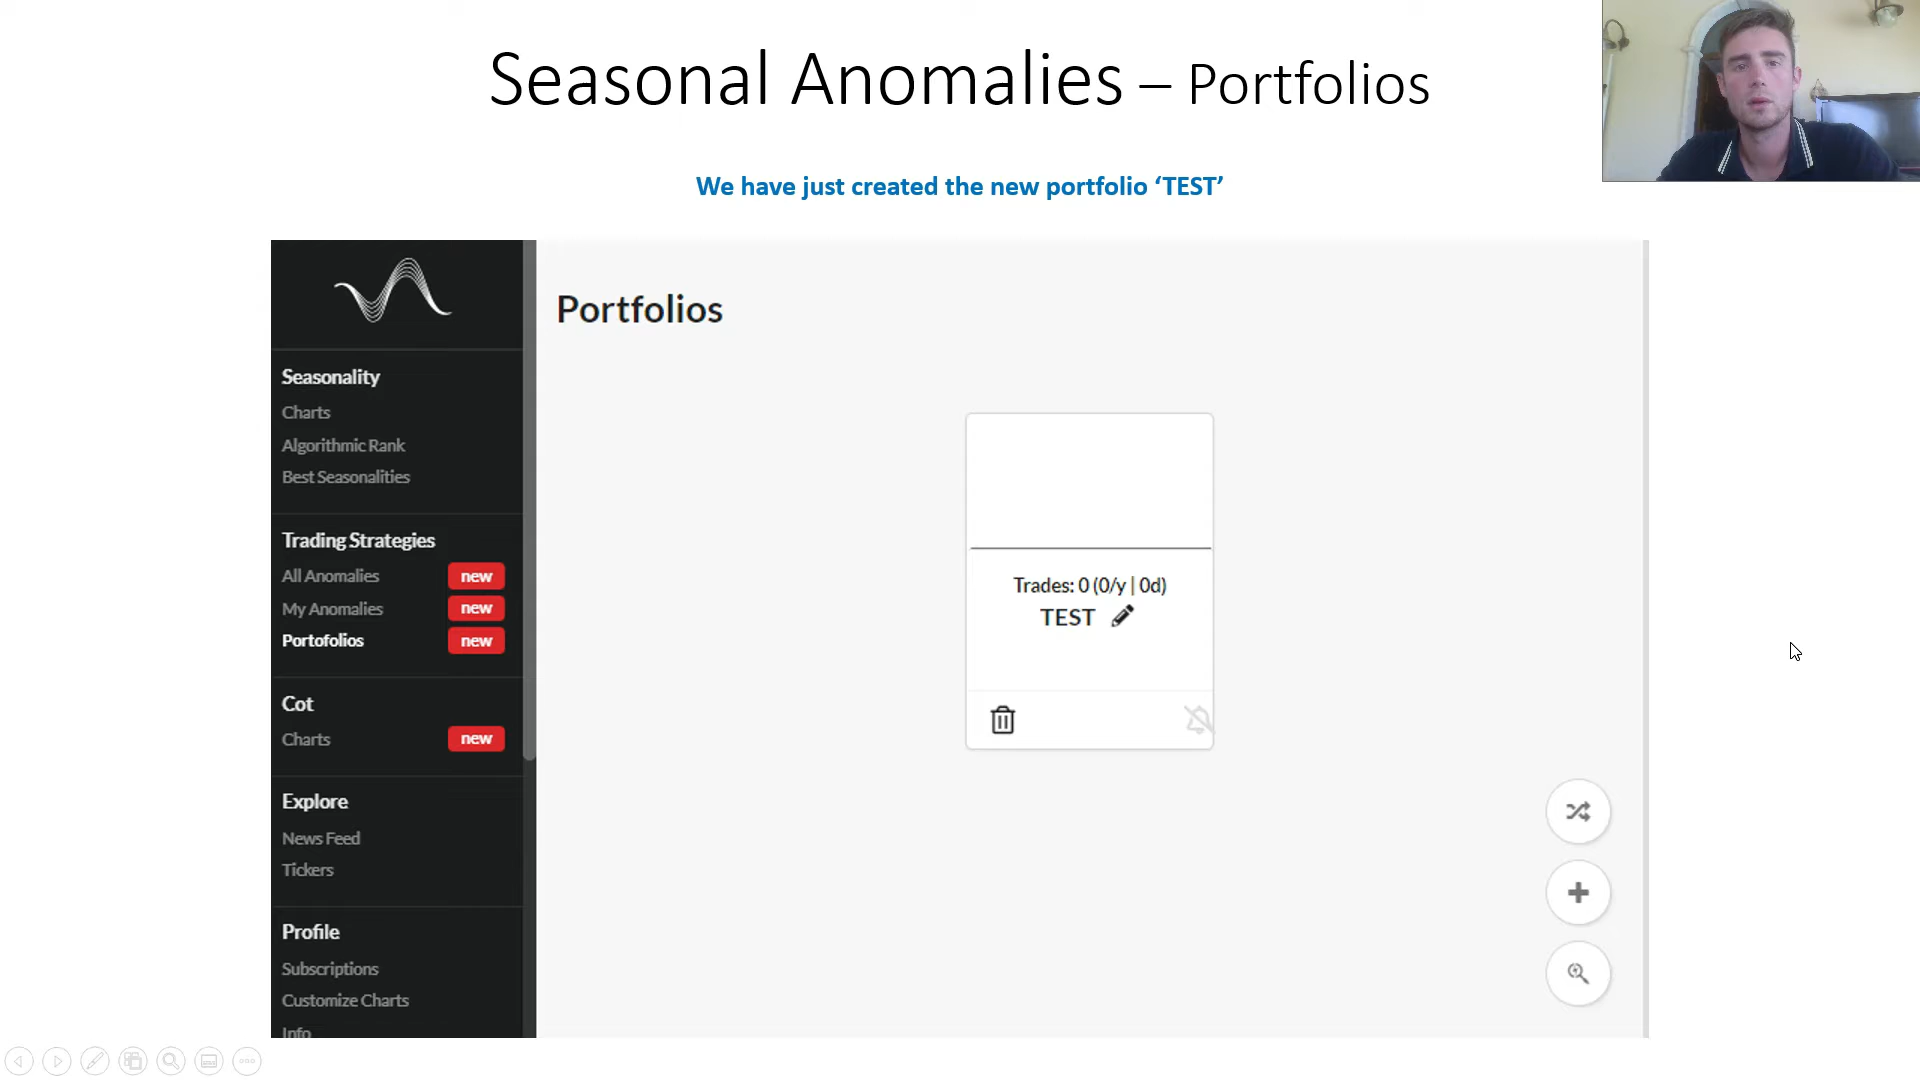 Seasonal Anomalies – Portfolios
We have just created the new portfolio ‘TEST’
Portfolios
Seasonality
Charts
Algorithmic Rank
Best Seasonalities
Trading Strategies
All Anomalies new
My Anomalies new
Portofolios new
Cot
Charts new
Explore
News Feed
Tickers
Profile
Subscriptions
Customize Charts
Info
Trades: 0 (0/y | 0d)
TEST